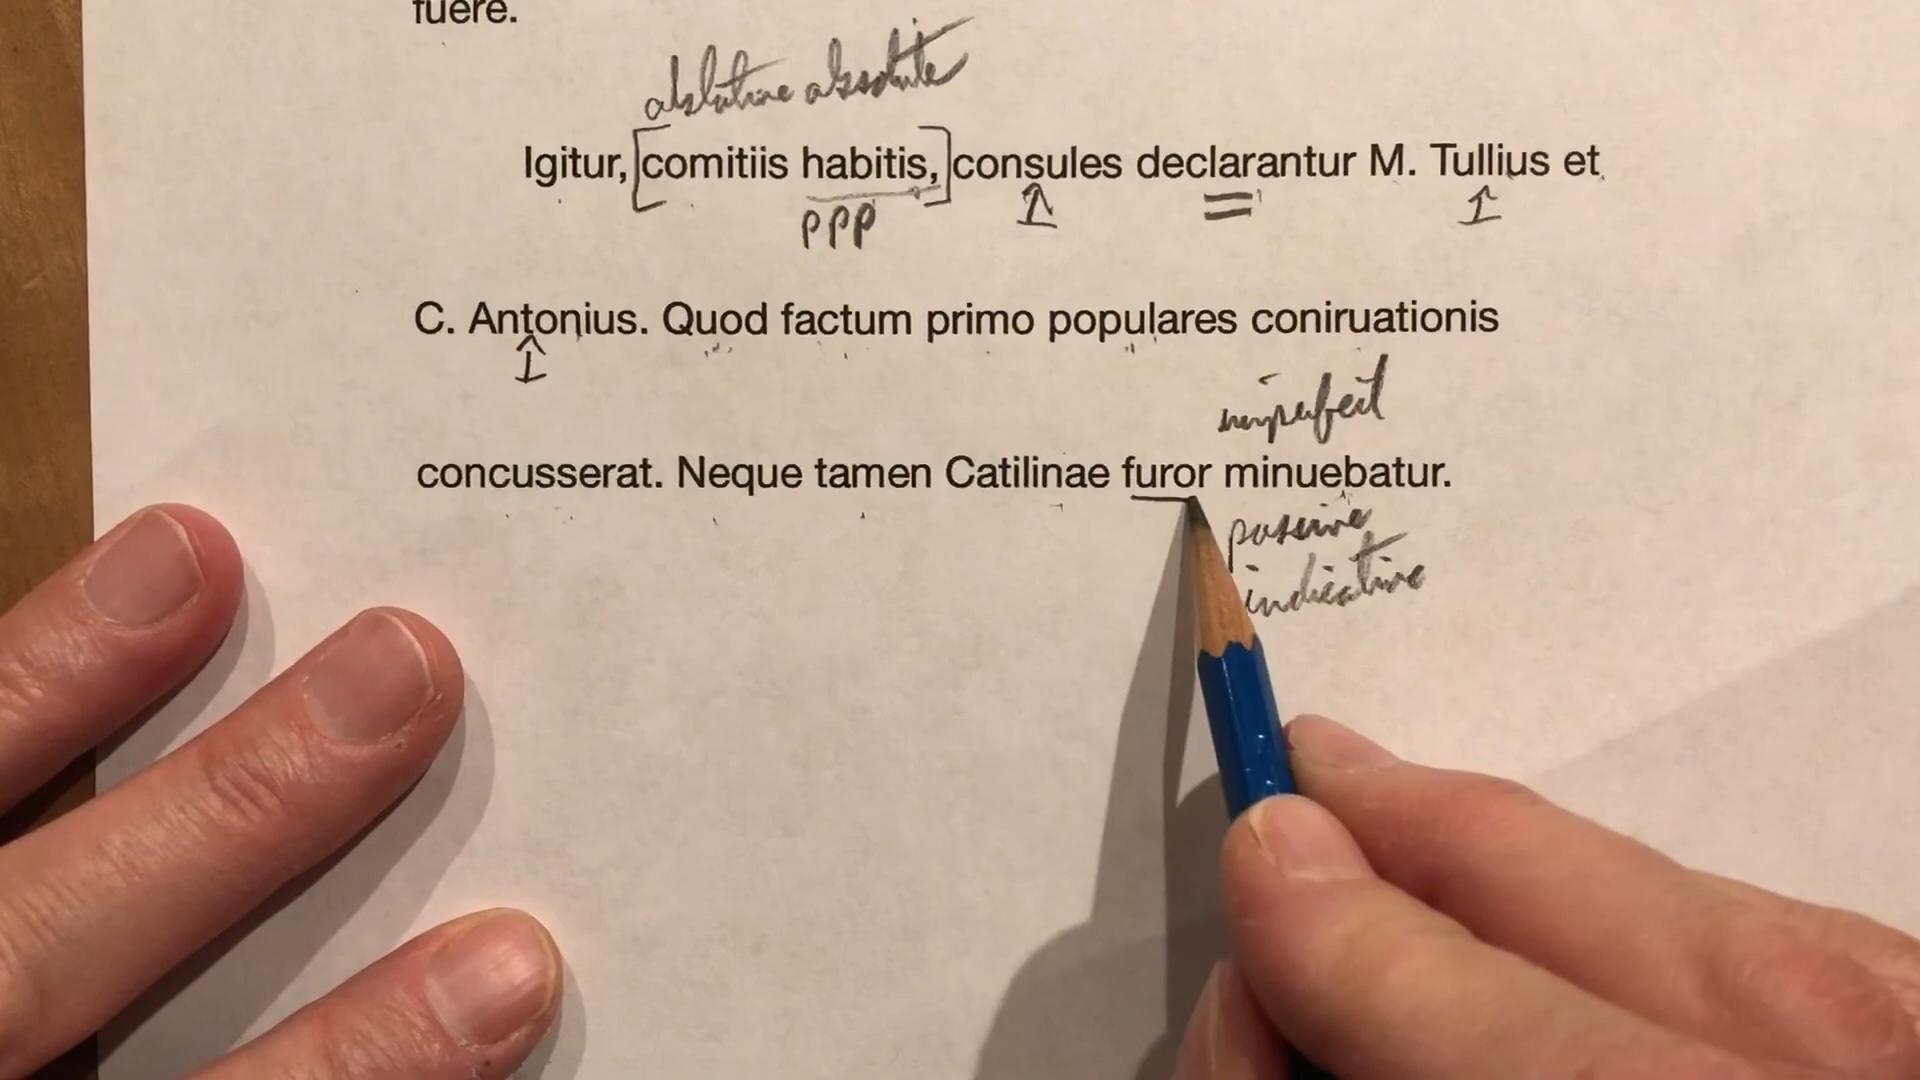 fuere.
ablative absolute
Igitur, [comitiis habitis,] consules declarantur M. Tullius et
PPP
C. Antonius. Quod factum primo populares coniruationis
imperfect
concusserat. Neque tamen Catilinae furor minuebatur.
passive
indicative